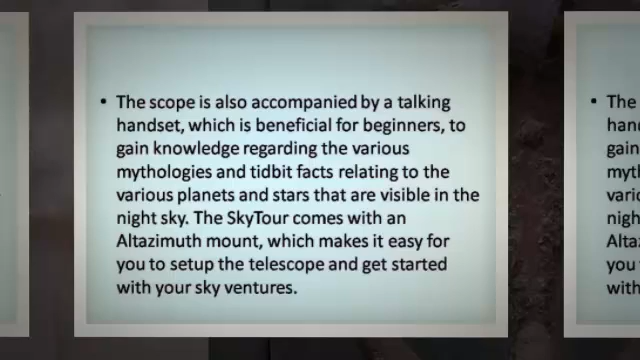 • The scope is also accompanied by a talking
handset, which is beneficial for beginners, to
gain knowledge regarding the various
mythologies and tidbit facts relating to the
various planets and stars that are visible in the
night sky. The SkyTour comes with an
Altazimuth mount, which makes it easy for
you to setup the telescope and get started
with your sky ventures.
• The